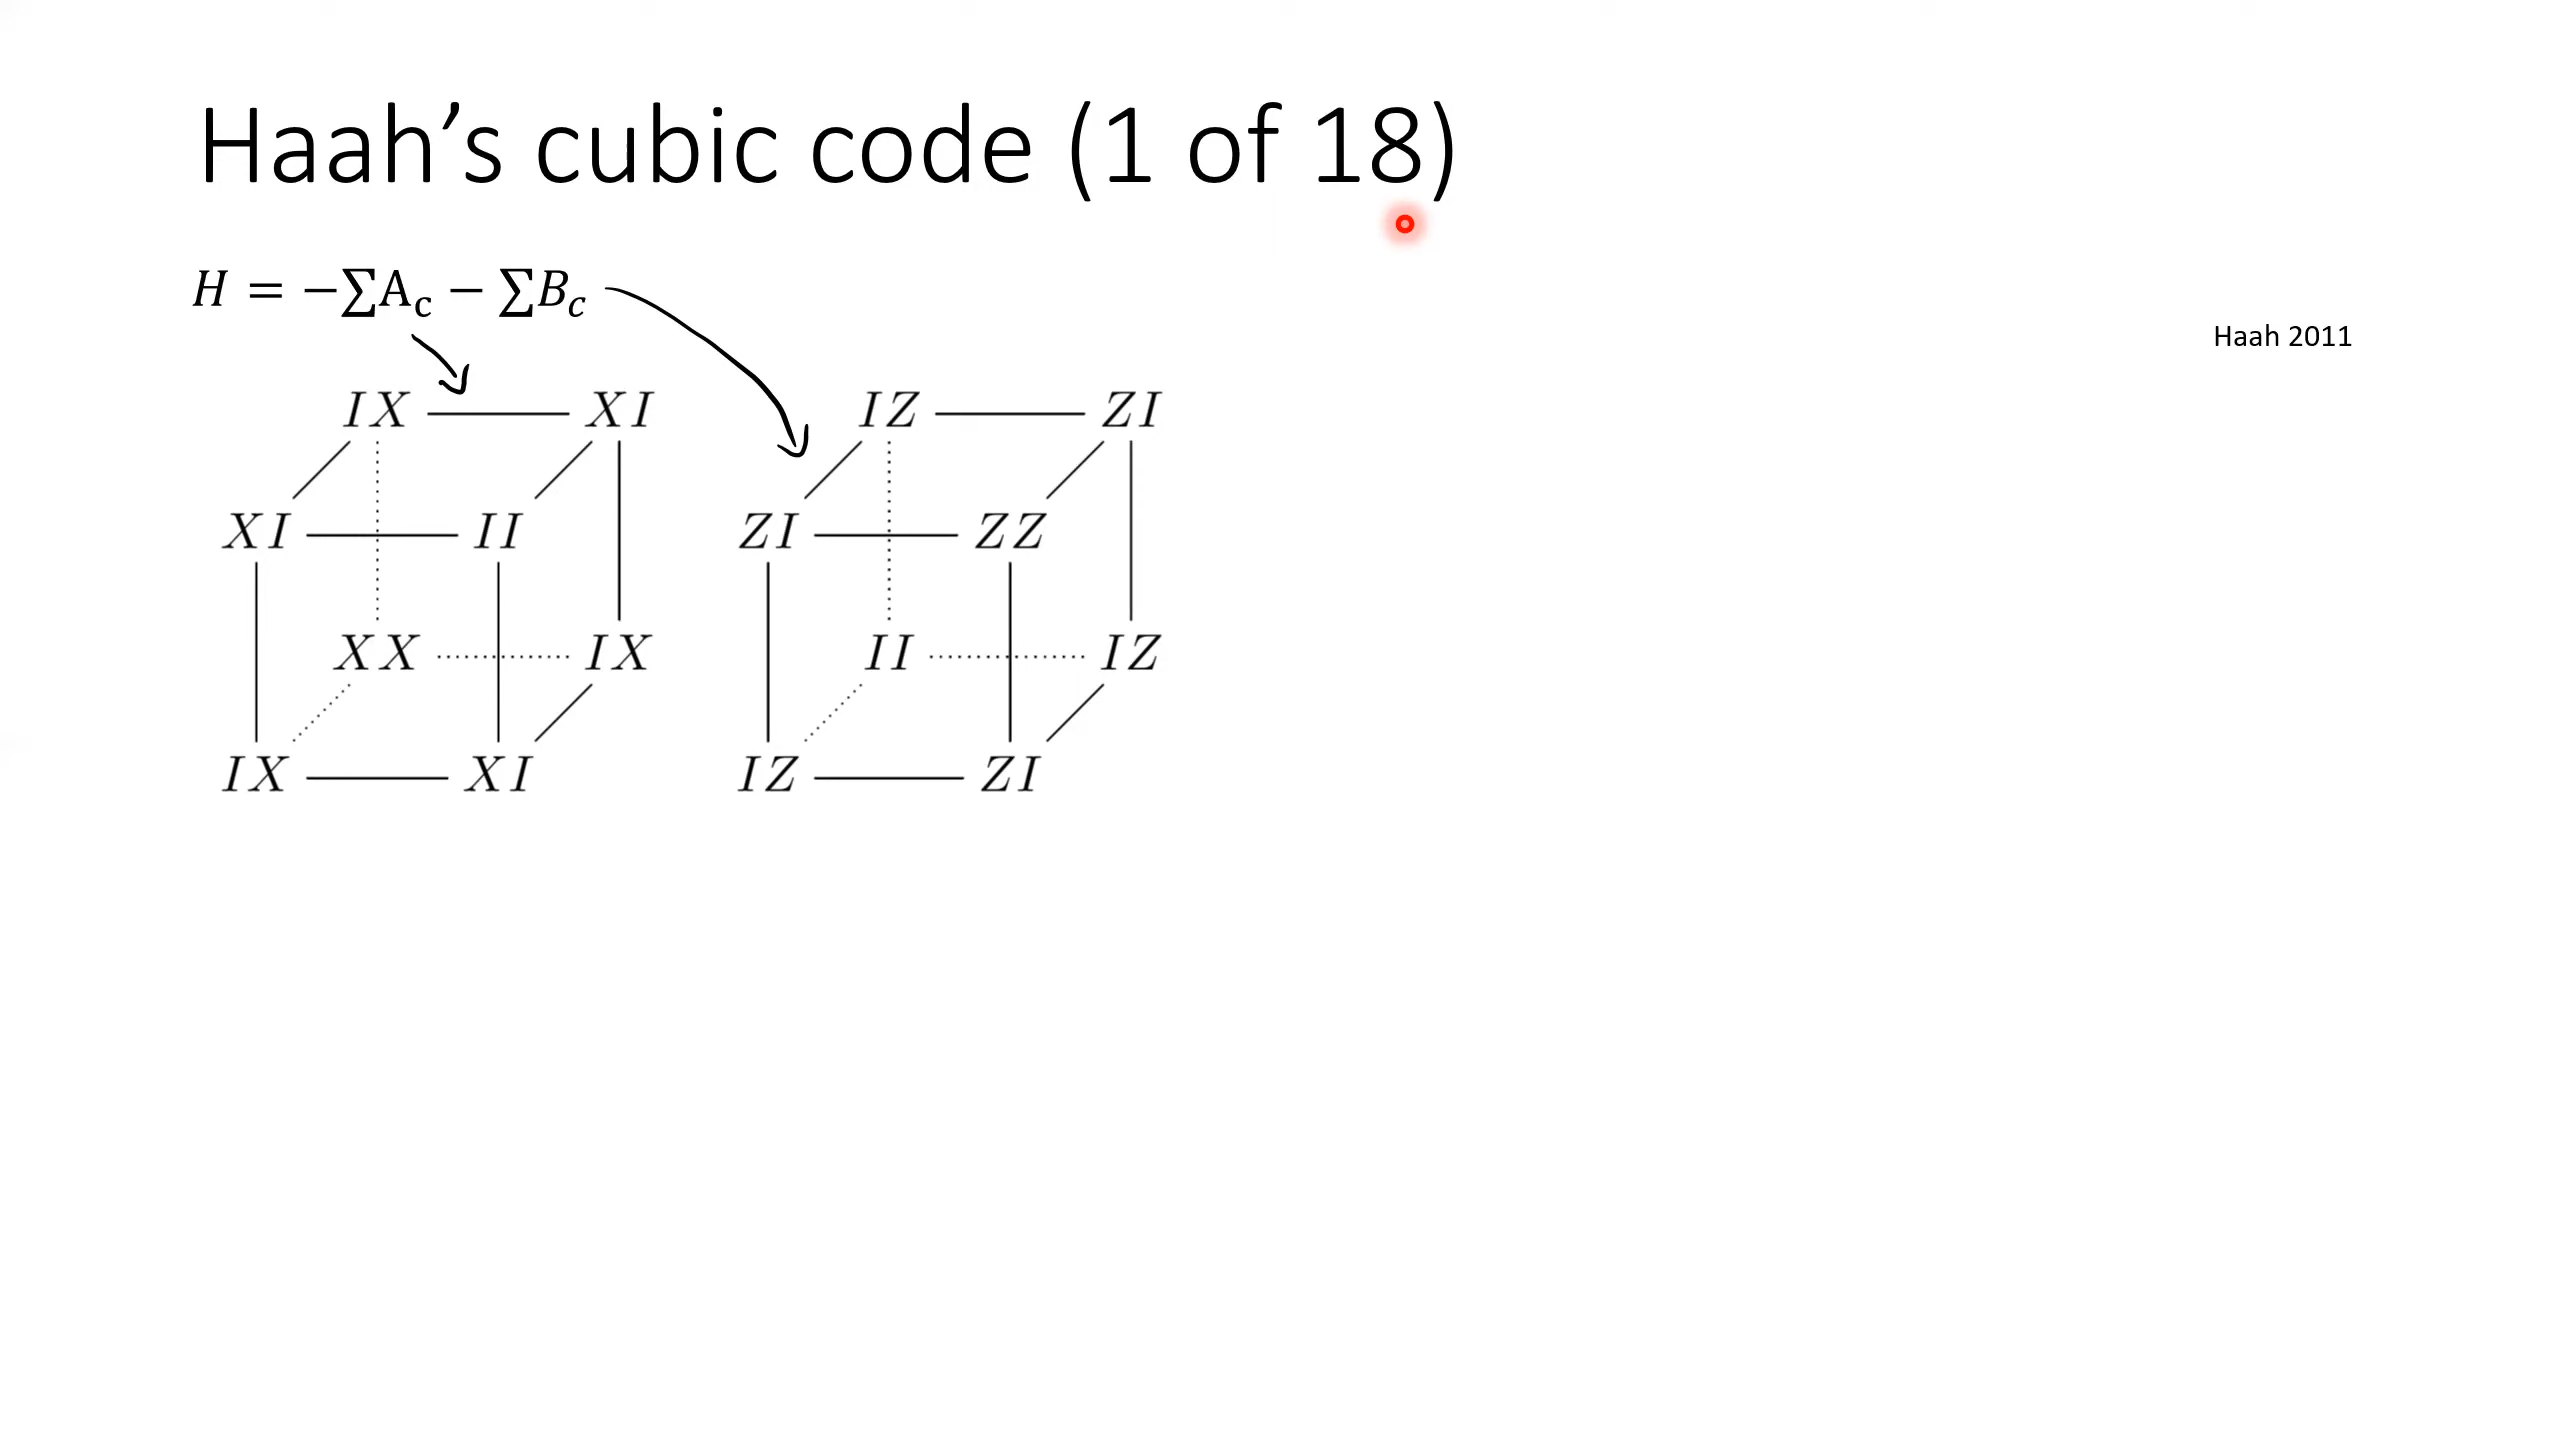 Haah’s cubic code (1 of 18)
H = −∑A_c − ∑B_c
Haah 2011
IX XI
XI II
XX IX
IX XI
IZ ZI
ZI ZZ
II IZ
IZ ZI